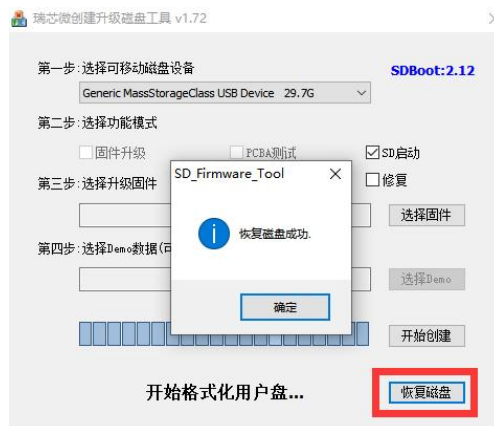 瑞芯微创建升级磁盘工具 v1.72
第一步:选择可移动磁盘设备
SDBoot:2.12
Generic MassStorageClass USB Device 29.7G
第二步:选择功能模式
固件升级
PCBA测试
SD启动
SD_Firmware_Tool
修复
第三步:选择升级固件
选择固件
恢复磁盘成功.
第四步:选择Demo数据(可
选择Demo
确定
开始创建
开始格式化用户盘...
恢复磁盘